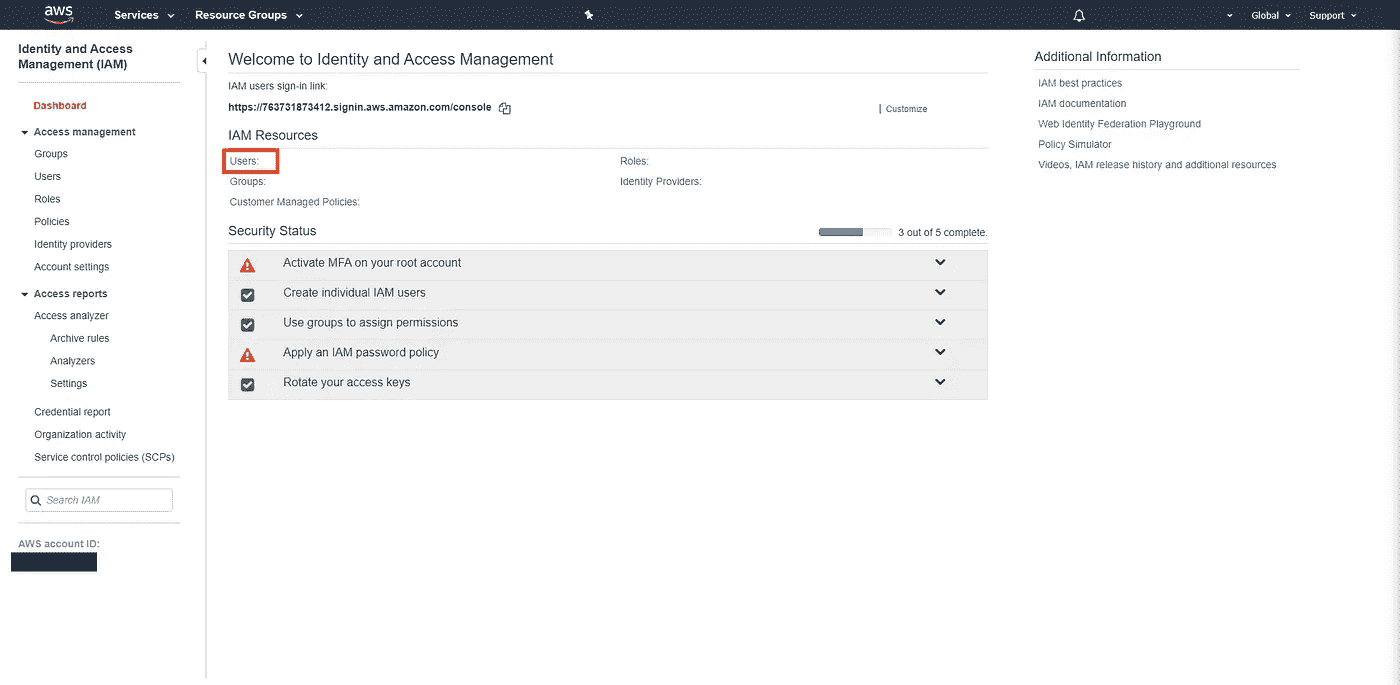 aws
Services
Resource Groups
Global
Support
Identity and Access
Management (IAM)
Dashboard
Access management
Groups
Users
Roles
Policies
Identity providers
Account settings
Access reports
Access analyzer
Archive rules
Analyzers
Settings
Credential report
Organization activity
Service control policies (SCPs)
Search IAM
AWS account ID:
Welcome to Identity and Access Management
IAM users sign-in link:
https://763731873412.signin.aws.amazon.com/console
| Customize
IAM Resources
Users:
Roles:
Groups:
Identity Providers:
Customer Managed Policies:
Security Status
3 out of 5 complete.
Activate MFA on your root account
Create individual IAM users
Use groups to assign permissions
Apply an IAM password policy
Rotate your access keys
Additional Information
IAM best practices
IAM documentation
Web Identity Federation Playground
Policy Simulator
Videos, IAM release history and additional resources